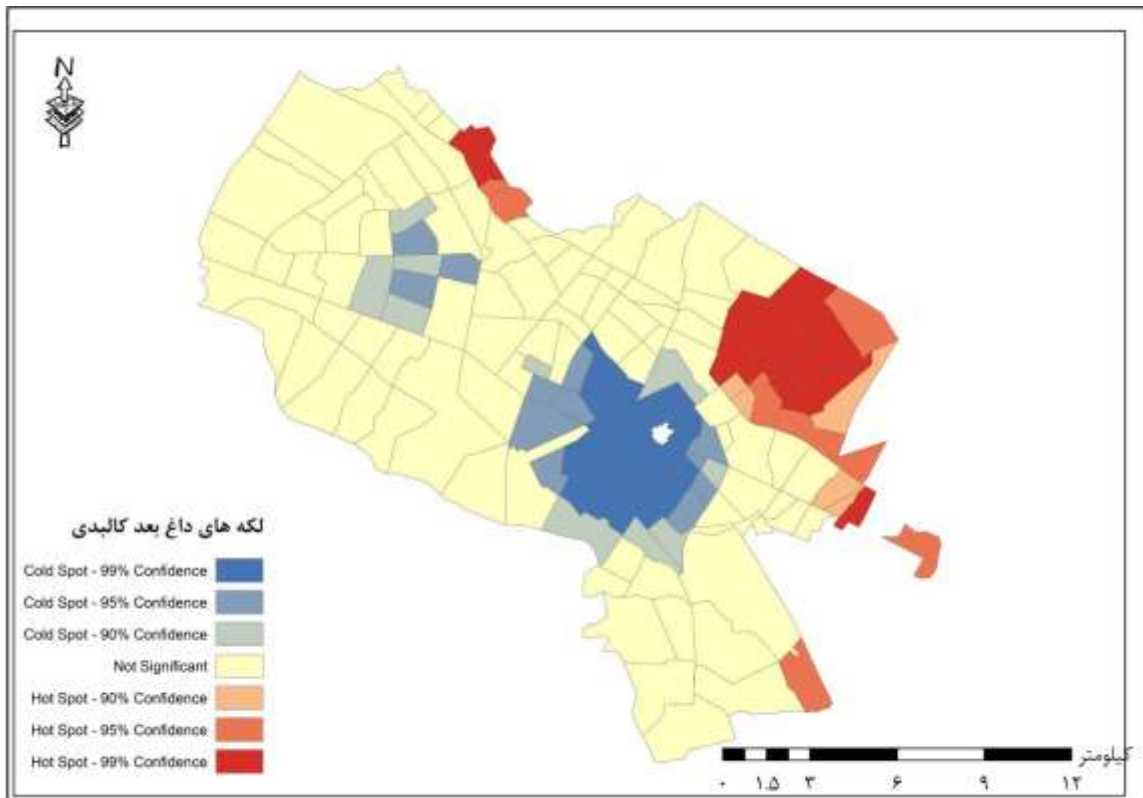 N
لکه های داغ بعد کالبدی
Cold Spot - 99% Confidence
Cold Spot - 95% Confidence
Cold Spot - 90% Confidence
Not Significant
Hot Spot - 90% Confidence
Hot Spot - 95% Confidence
Hot Spot - 99% Confidence
کیلومتر
۰ ۱.۵ ۳ ۶ ۹ ۱۲